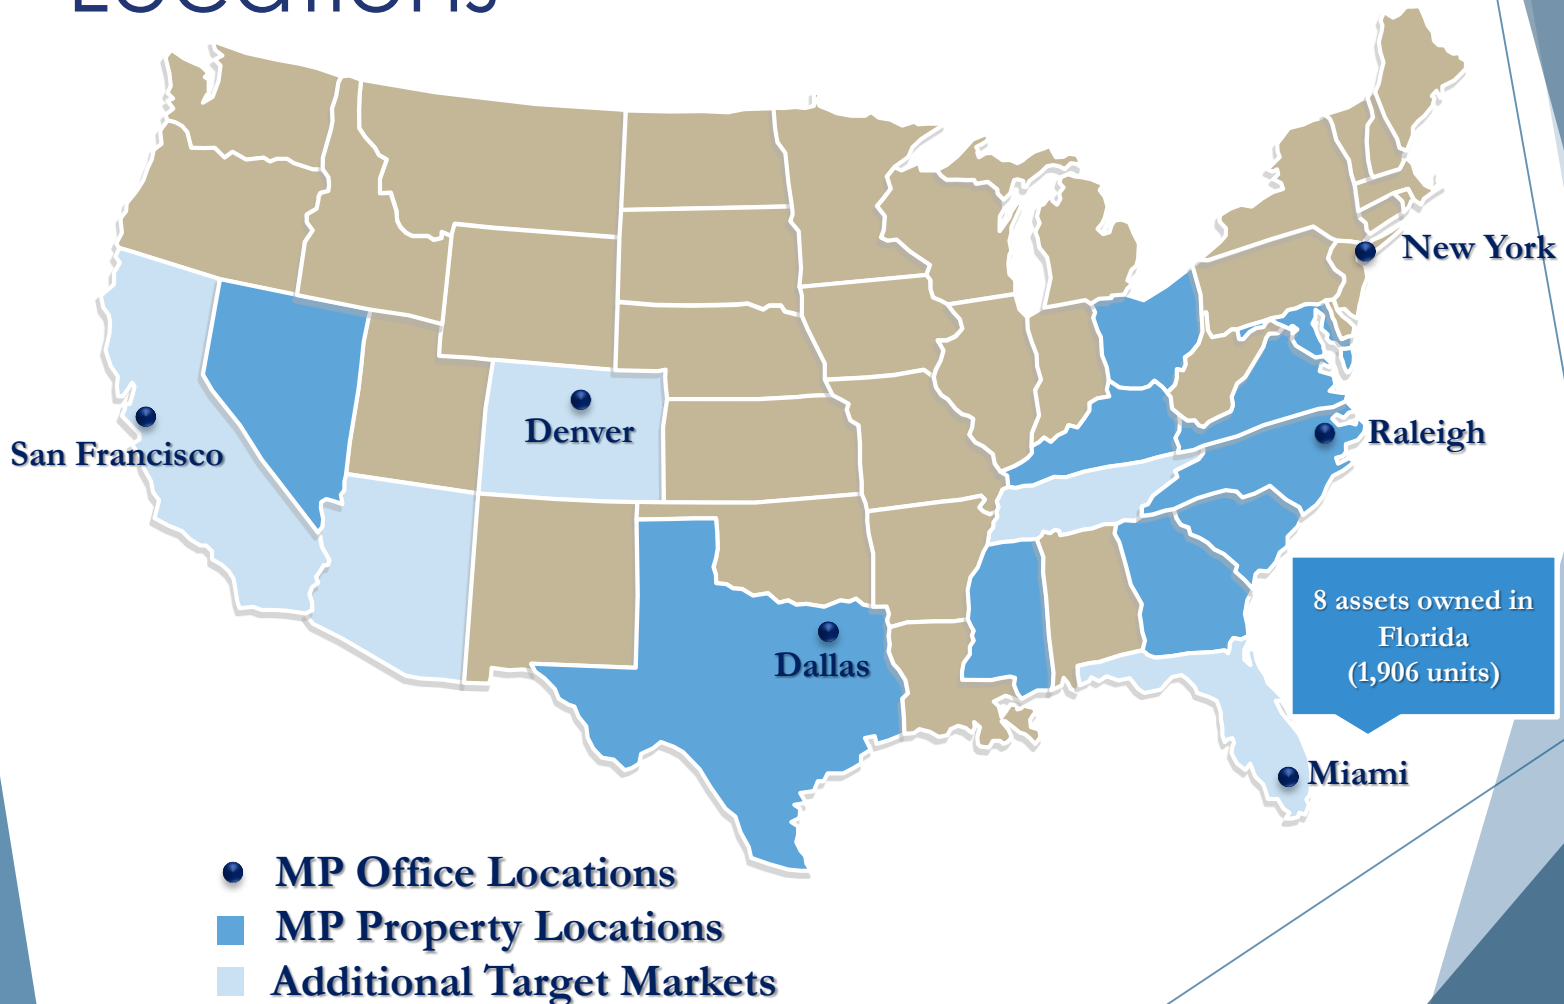 Locations
New York
Denver
San Francisco
Raleigh
8 assets owned in
Florida
(1,906 units)
Dallas
Miami
MP Office Locations
MP Property Locations
Additional Target Markets